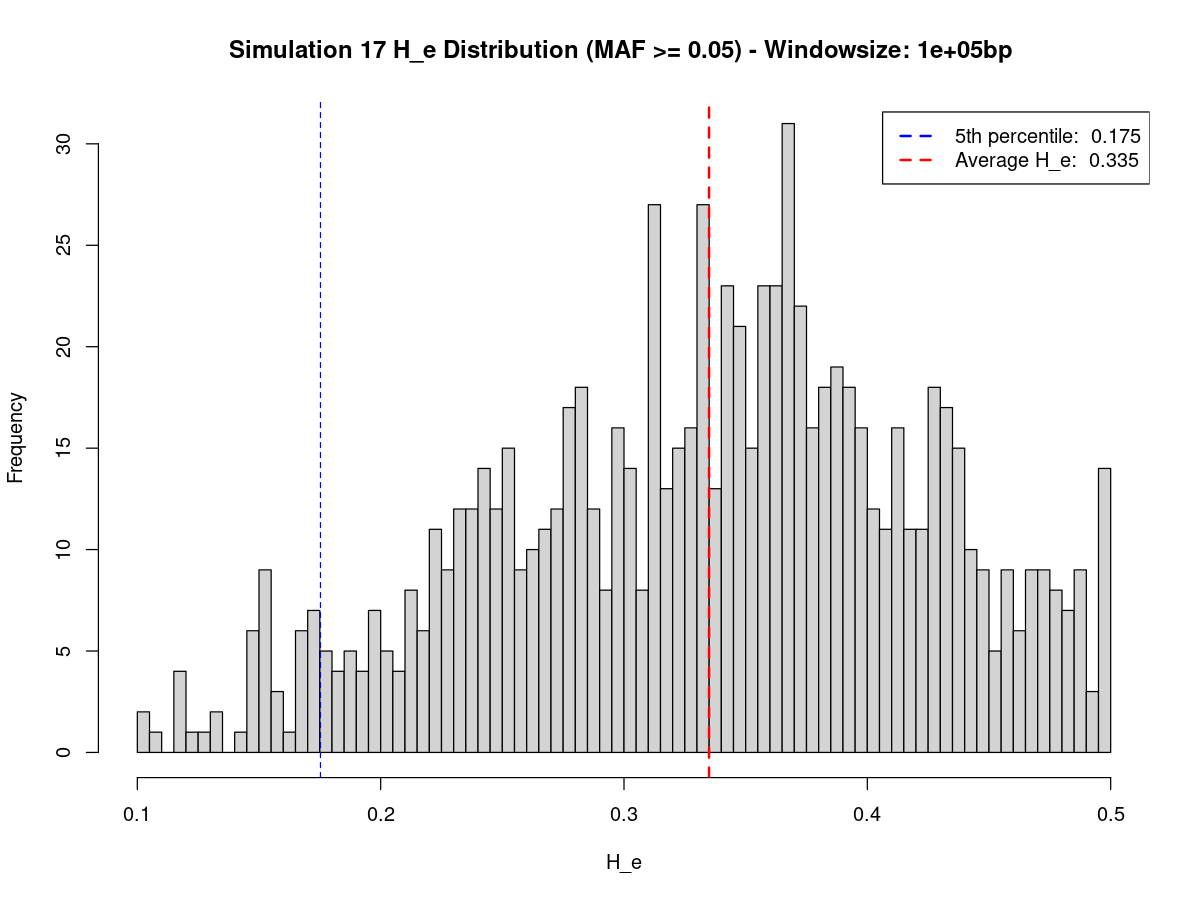 Simulation 17 H_e Distribution (MAF >= 0.05) - Windowsize: 1e+05bp
5th percentile:  0.175
Average H_e:  0.335
Frequency
30
25
20
15
10
5
0
0.1 0.2 0.3 0.4 0.5
H_e